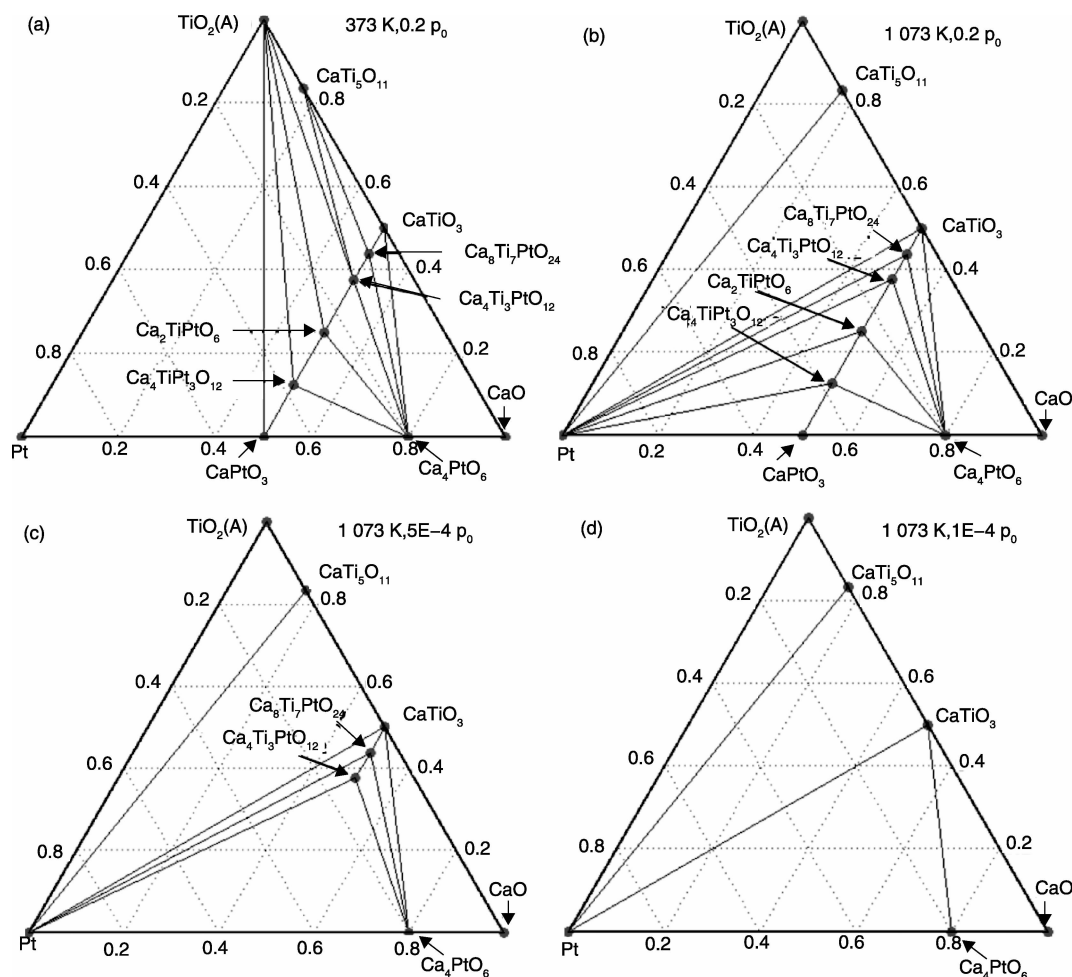 (a)
373 K,0.2 p₀
TiO₂(A)
CaTi₅O₁₁
0.8
0.2
0.4
0.6
CaTiO₃
Ca₈Ti₇PtO₂₄
0.6
0.4
Ca₄Ti₃PtO₁₂
Ca₂TiPtO₆
0.8
0.2
Ca₄TiPt₃O₁₂
CaO
Pt
0.2
0.4
0.6
0.8
CaPtO₃
Ca₄PtO₆
(b)
1 073 K,0.2 p₀
TiO₂(A)
CaTi₅O₁₁
0.8
0.2
0.4
0.6
Ca₈Ti₇PtO₂₄
CaTiO₃
Ca₄Ti₃PtO₁₂
0.6
0.4
Ca₂TiPtO₆
Ca₄TiPt₃O₁₂
0.8
0.2
CaO
Pt
0.2
0.4
0.6
0.8
CaPtO₃
Ca₄PtO₆
(c)
1 073 K,5E−4 p₀
TiO₂(A)
CaTi₅O₁₁
0.8
0.2
0.4
0.6
Ca₈Ti₇PtO₂₄
CaTiO₃
Ca₄Ti₃PtO₁₂
0.6
0.4
0.8
0.2
CaO
Pt
0.2
0.4
0.6
0.8
Ca₄PtO₆
(d)
1 073 K,1E−4 p₀
TiO₂(A)
CaTi₅O₁₁
0.8
0.2
0.4
0.6
CaTiO₃
0.6
0.4
0.8
0.2
CaO
Pt
0.2
0.4
0.6
0.8
Ca₄PtO₆